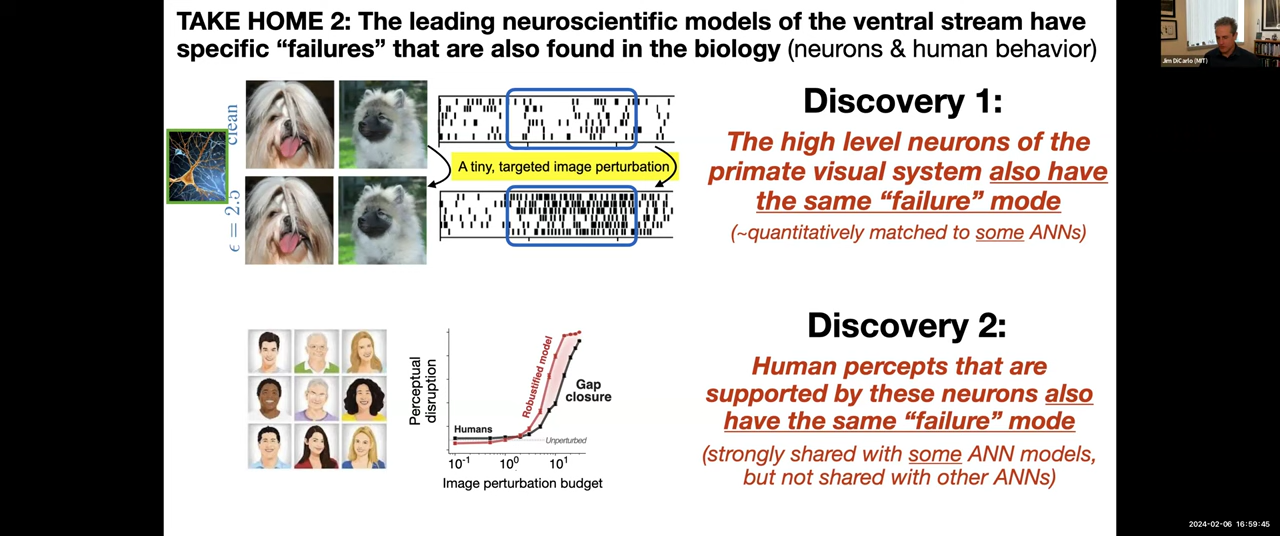 TAKE HOME 2: The leading neuroscientific models of the ventral stream have
specific “failures” that are also found in the biology (neurons & human behavior)
Jim DiCarlo (MIT)
clean
ϵ = 2.5
A tiny, targeted image perturbation
Discovery 1:
The high level neurons of the
primate visual system also have
the same “failure” mode
(~quantitatively matched to some ANNs)
Perceptual
disruption
Robustified model
Gap
closure
Humans
Unperturbed
10⁻¹ 10⁰ 10¹
Image perturbation budget
Discovery 2:
Human percepts that are
supported by these neurons also
have the same “failure” mode
(strongly shared with some ANN models,
but not shared with other ANNs)
2024-02-06 16:59:45